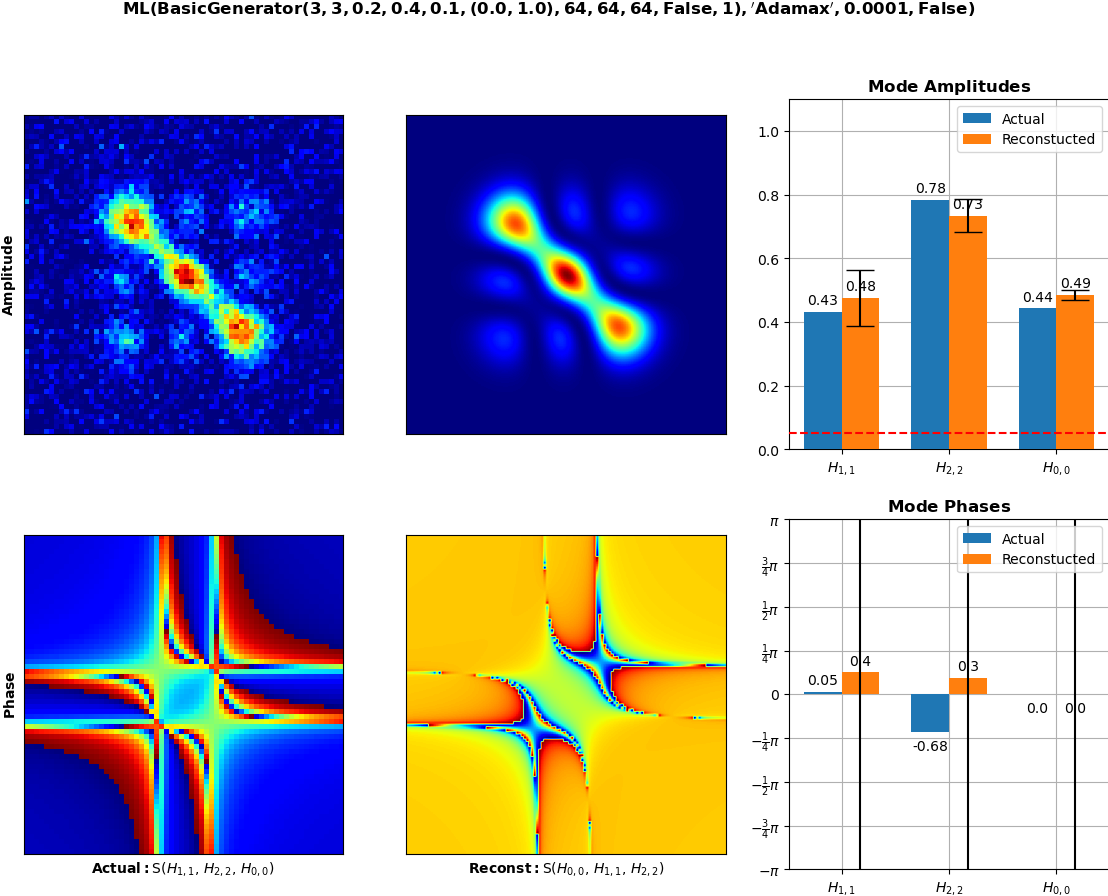 ML(BasicGenerator(3, 3, 0.2, 0.4, 0.1, (0.0, 1.0), 64, 64, 64, False, 1), ′Adamax′, 0.0001, False)
Amplitude
Mode Amplitudes
Actual
Reconstucted
1.0
0.8
0.6
0.4
0.2
0.0
0.43
0.48
0.78
0.73
0.44
0.49
H1,1
H2,2
H0,0
Phase
Actual: S(H1,1, H2,2, H0,0)
Reconst: S(H0,0, H1,1, H2,2)
Mode Phases
Actual
Reconstucted
π
3/4π
1/2π
1/4π
0
−1/4π
−1/2π
−3/4π
−π
0.05
0.4
-0.68
0.3
0.0
0.0
H1,1
H2,2
H0,0